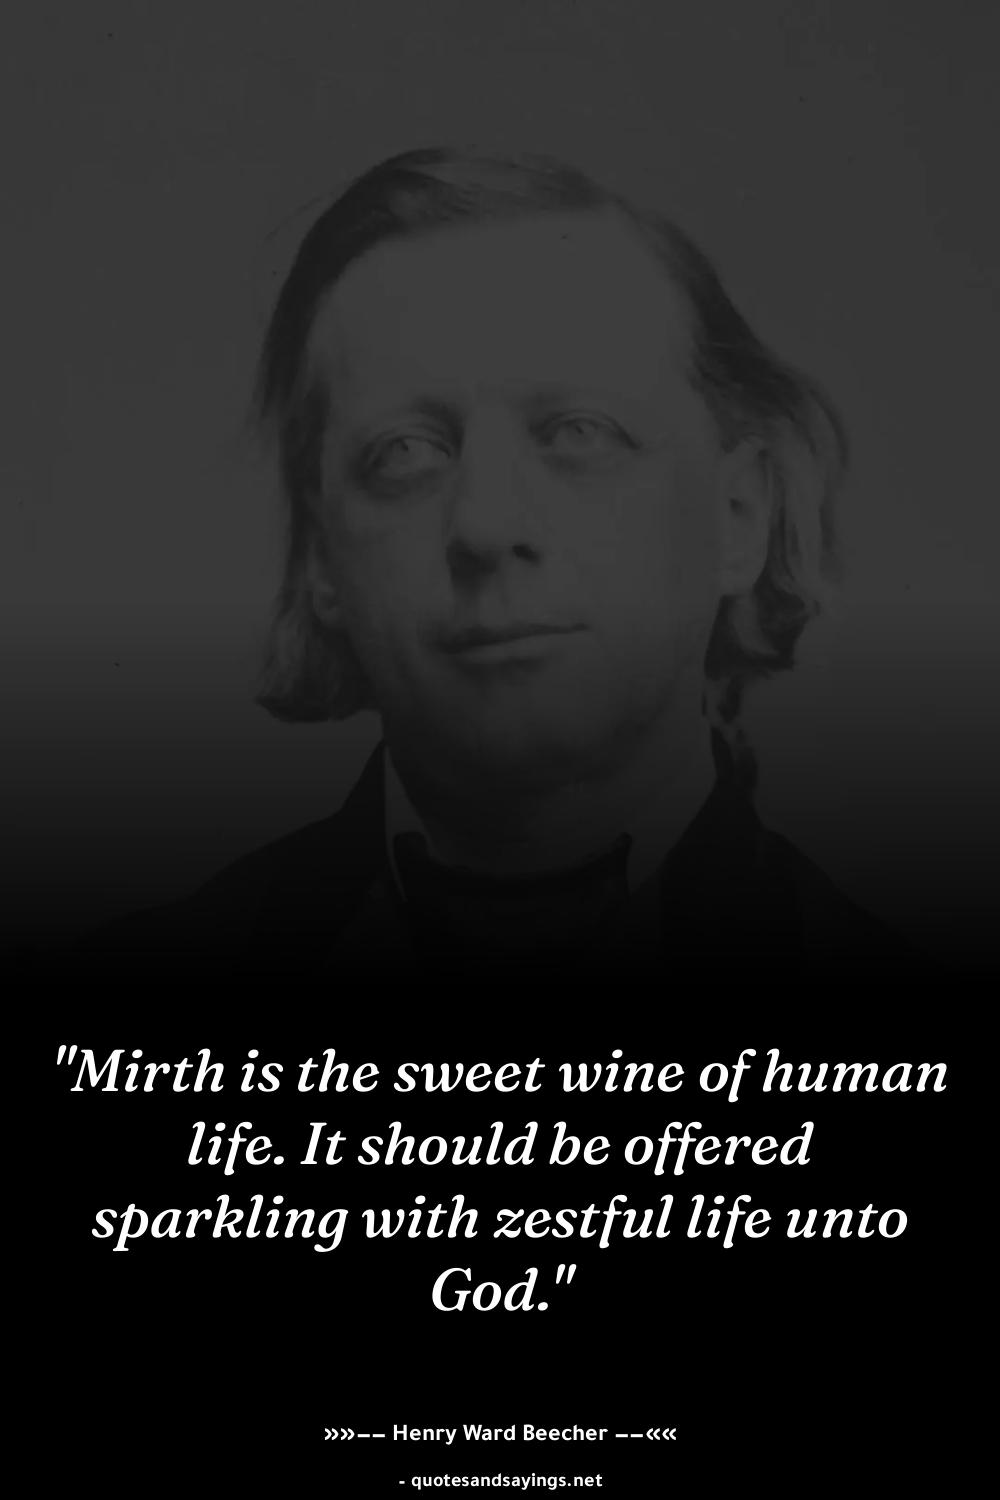 "Mirth is the sweet wine of human
life. It should be offered
sparkling with zestful life unto
God."
»»−− Henry Ward Beecher −−««
- quotesandsayings.net